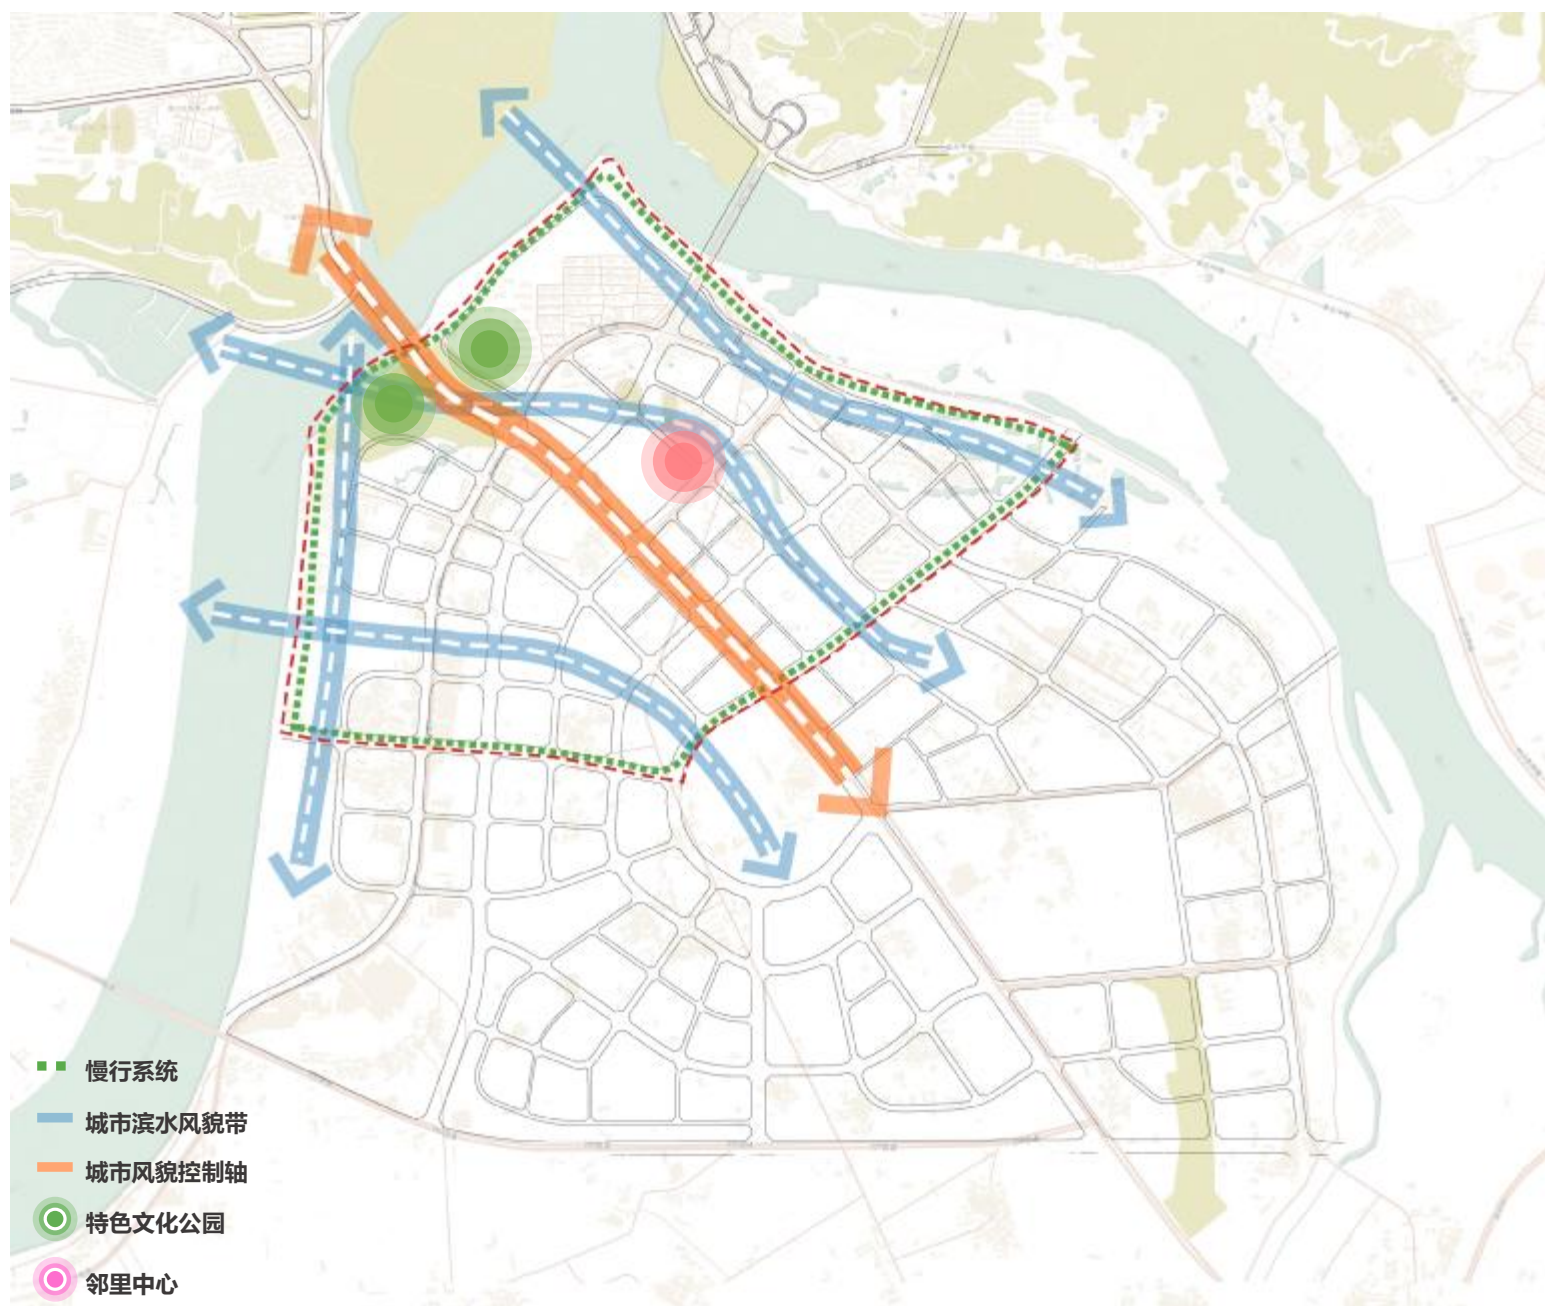 慢行系统
城市滨水风貌带
城市风貌控制轴
特色文化公园
邻里中心